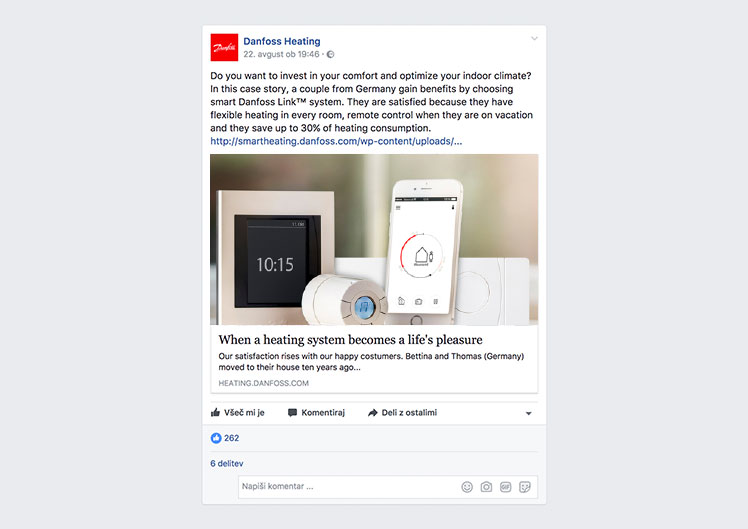 Danfoss
Danfoss Heating
22. avgust ob 19:46 ·
Do you want to invest in your comfort and optimize your indoor climate?
In this case story, a couple from Germany gain benefits by choosing
smart Danfoss Link™ system. They are satisfied because they have
flexible heating in every room, remote control when they are on vacation
and they save up to 30% of heating consumption.
http://smartheating.danfoss.com/wp-content/uploads/...
10:15
When a heating system becomes a life's pleasure
Our satisfaction rises with our happy costumers. Bettina and Thomas (Germany)
moved to their house ten years ago...
HEATING.DANFOSS.COM
Všeč mi je Komentiraj Deli z ostalimi
262
6 delitev
Napiši komentar ... GIF